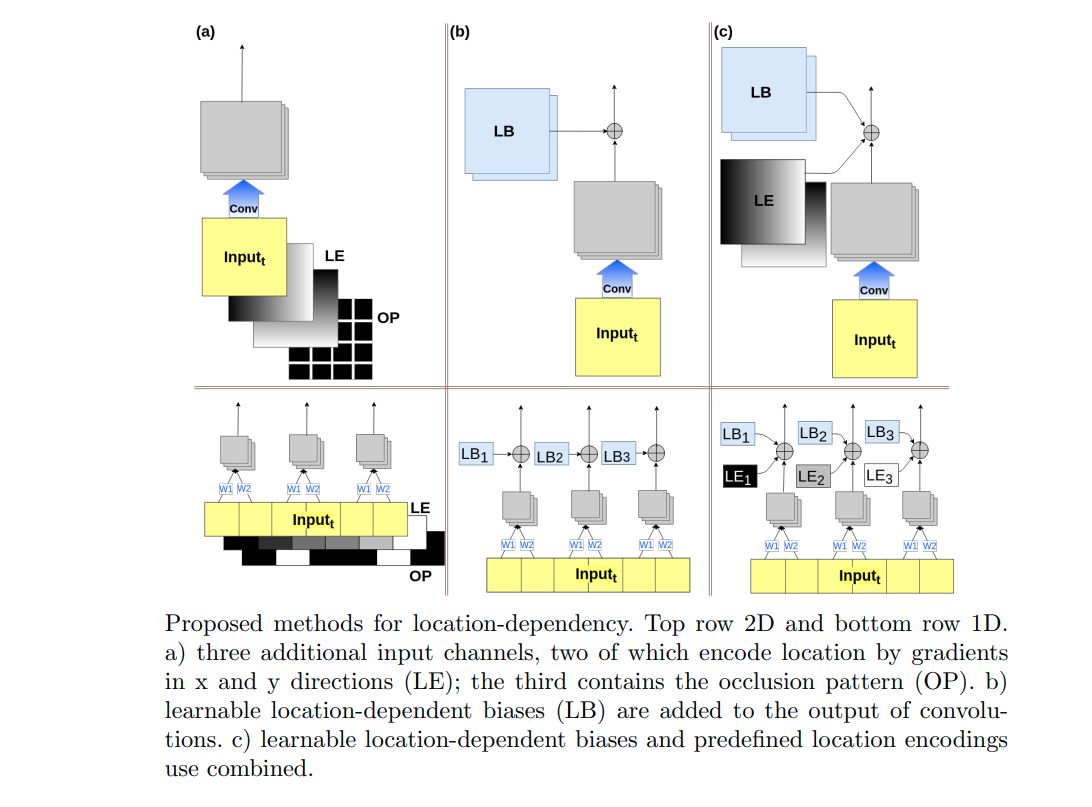 (a)
Conv
Input_t
LE
OP
(b)
LB
Conv
Input_t
(c)
LB
LE
Conv
Input_t
W1 W2 W1 W2 W1 W2
Input_t
LE
OP
LB_1 LB2 LB3
W1 W2 W1 W2 W1 W2
Input_t
LB_1 LB_2 LB_3
LE_1 LE_2 LE_3
W1 W2 W1 W2 W1 W2
Input_t
Proposed methods for location-dependency. Top row 2D and bottom row 1D.
a) three additional input channels, two of which encode location by gradients
in x and y directions (LE); the third contains the occlusion pattern (OP). b)
learnable location-dependent biases (LB) are added to the output of convolu-
tions. c) learnable location-dependent biases and predefined location encodings
use combined.